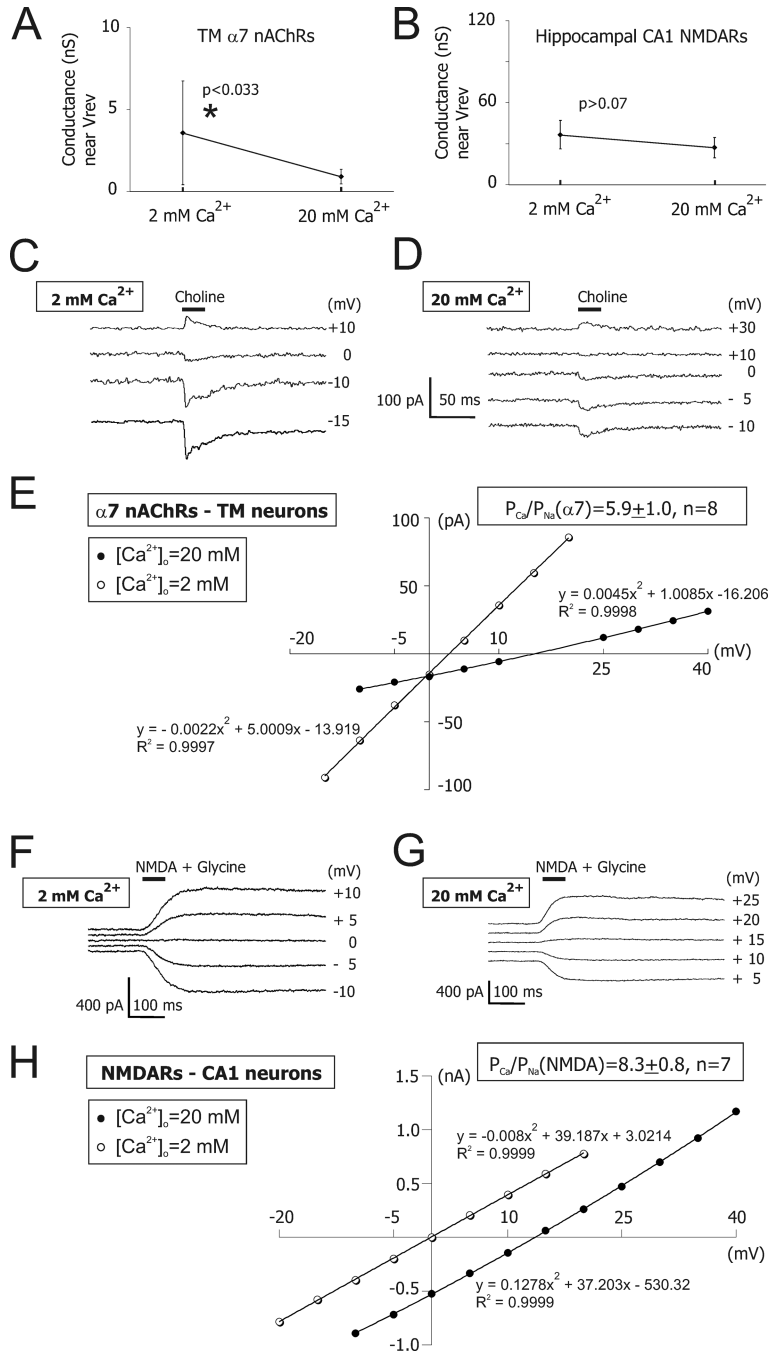 A
TM α7 nAChRs
Conductance (nS)
near Vrev
10
5
0
p<0.033
*
2 mM Ca2+
20 mM Ca2+
B
Hippocampal CA1 NMDARs
Conductance (nS)
near Vrev
120
60
0
p>0.07
2 mM Ca2+
20 mM Ca2+
C
2 mM Ca2+
Choline
(mV)
+10
0
-10
-15
D
20 mM Ca2+
Choline
(mV)
+30
+10
0
- 5
- 10
100 pA
50 ms
E
α7 nAChRs - TM neurons
PCa/PNa(α7)=5.9±1.0, n=8
[Ca2+]o=20 mM
[Ca2+]o=2 mM
100
(pA)
50
-50
-100
-20
-5
10
25
40
(mV)
y = 0.0045x2 + 1.0085x -16.206
R2 = 0.9998
y = - 0.0022x2 + 5.0009x - 13.919
R2 = 0.9997
F
2 mM Ca2+
NMDA + Glycine
(mV)
+10
+ 5
0
- 5
-10
400 pA
100 ms
G
20 mM Ca2+
NMDA + Glycine
(mV)
+25
+20
+ 15
+ 10
+ 5
400 pA
100 ms
H
NMDARs - CA1 neurons
PCa/PNa(NMDA)=8.3±0.8, n=7
[Ca2+]o=20 mM
[Ca2+]o=2 mM
1.5
(nA)
1.0
0.5
-0.5
-1.0
-20
-5
10
25
40
(mV)
y = -0.008x2 + 39.187x + 3.0214
R2 = 0.9999
y = 0.1278x2 + 37.203x - 530.32
R2 = 0.9999